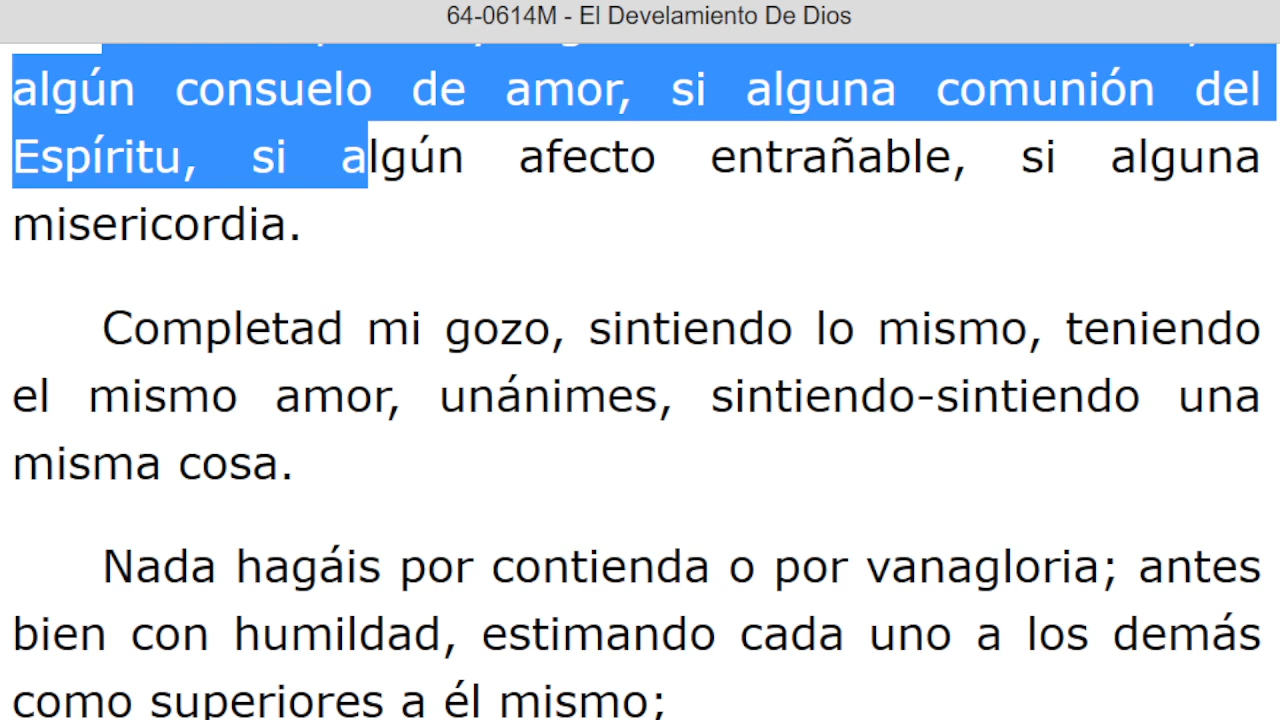 64-0614M - El Develamiento De Dios
algún consuelo de amor, si alguna comunión del
Espíritu, si algún afecto entrañable, si alguna
misericordia.
Completad mi gozo, sintiendo lo mismo, teniendo
el mismo amor, unánimes, sintiendo-sintiendo una
misma cosa.
Nada hagáis por contienda o por vanagloria; antes
bien con humildad, estimando cada uno a los demás
como superiores a él mismo;